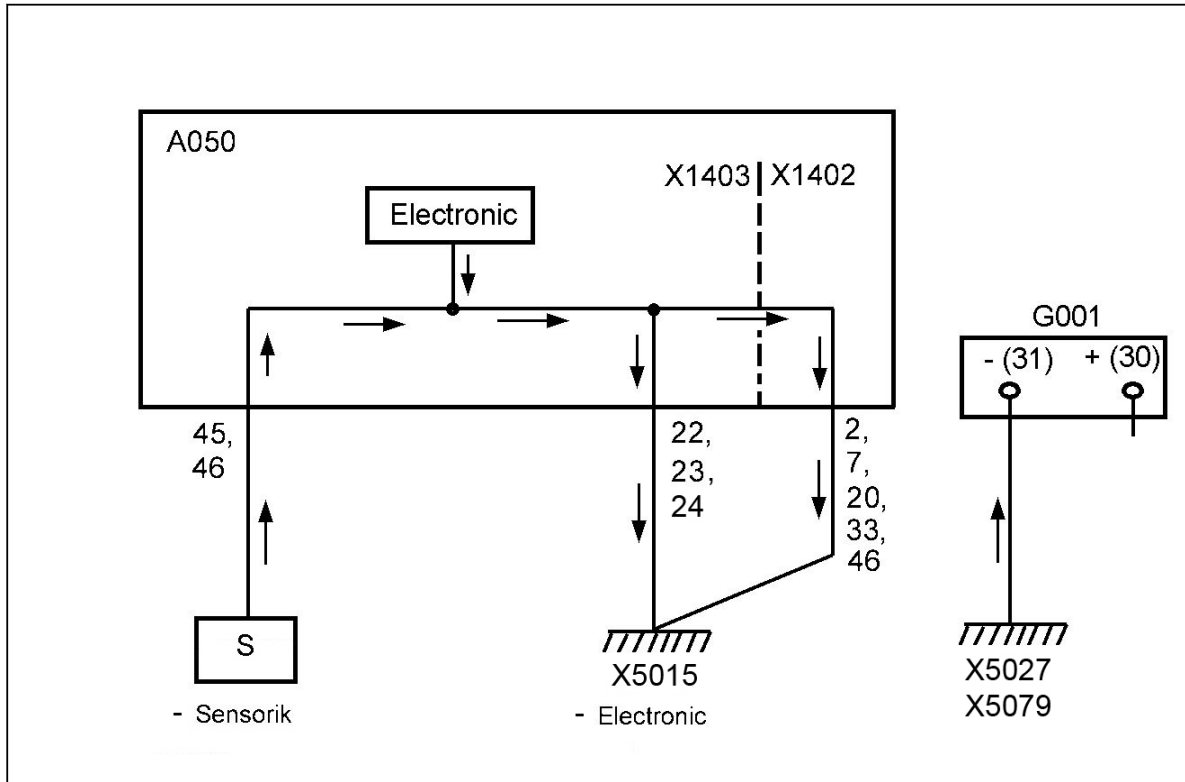 A050
X1403 X1402
Electronic
G001
- (31) + (30)
45,
46
22,
23,
24
2,
7,
20,
33,
46
S
- Sensorik
X5015
- Electronic
X5027
X5079